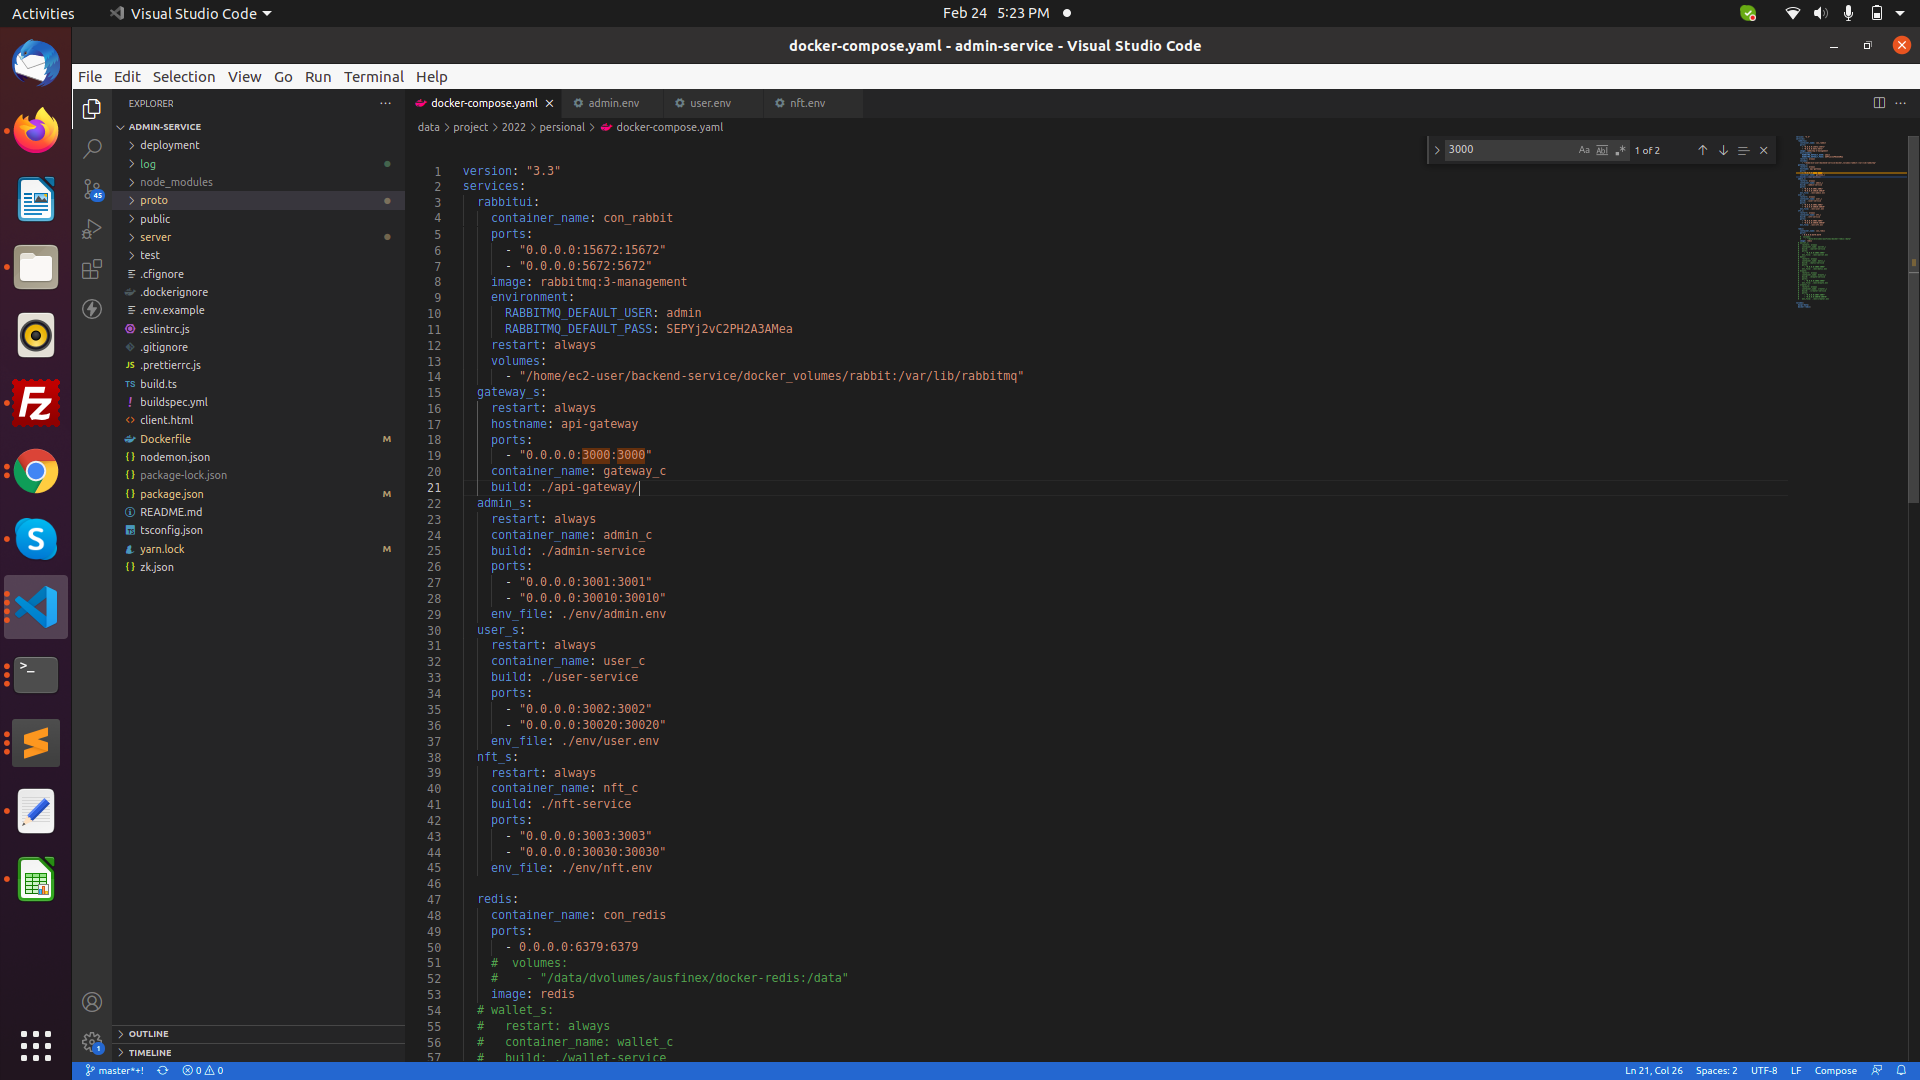 Activities
Visual Studio Code
Feb 24 5:23 PM
docker-compose.yaml - admin-service - Visual Studio Code
File Edit Selection View Go Run Terminal Help
EXPLORER
ADMIN-SERVICE
deployment
log
node_modules
proto
public
server
test
.cfignore
.dockerignore
.env.example
.eslintrc.js
.gitignore
JS .prettierrc.js
TS build.ts
! buildspec.yml
<> client.html
Dockerfile M
{} nodemon.json
{} package-lock.json
{} package.json M
README.md
tsconfig.json
yarn.lock M
{} zk.json
OUTLINE
TIMELINE
45
1
docker-compose.yaml
admin.env
user.env
nft.env
data > project > 2022 > persional > docker-compose.yaml
3000 Aa Ab .* 1 of 2
1 version: "3.3"
2 services:
3 rabbitui:
4 container_name: con_rabbit
5 ports:
6 - "0.0.0.0:15672:15672"
7 - "0.0.0.0:5672:5672"
8 image: rabbitmq:3-management
9 environment:
10 RABBITMQ_DEFAULT_USER: admin
11 RABBITMQ_DEFAULT_PASS: SEPYj2vC2PH2A3AMea
12 restart: always
13 volumes:
14 - "/home/ec2-user/backend-service/docker_volumes/rabbit:/var/lib/rabbitmq"
15 gateway_s:
16 restart: always
17 hostname: api-gateway
18 ports:
19 - "0.0.0.0:3000:3000"
20 container_name: gateway_c
21 build: ./api-gateway/
22 admin_s:
23 restart: always
24 container_name: admin_c
25 build: ./admin-service
26 ports:
27 - "0.0.0.0:3001:3001"
28 - "0.0.0.0:30010:30010"
29 env_file: ./env/admin.env
30 user_s:
31 restart: always
32 container_name: user_c
33 build: ./user-service
34 ports:
35 - "0.0.0.0:3002:3002"
36 - "0.0.0.0:30020:30020"
37 env_file: ./env/user.env
38 nft_s:
39 restart: always
40 container_name: nft_c
41 build: ./nft-service
42 ports:
43 - "0.0.0.0:3003:3003"
44 - "0.0.0.0:30030:30030"
45 env_file: ./env/nft.env
46
47 redis:
48 container_name: con_redis
49 ports:
50 - 0.0.0.0:6379:6379
51 # volumes:
52 # - "/data/dvolumes/ausfinex/docker-redis:/data"
53 image: redis
54 # wallet_s:
55 # restart: always
56 # container_name: wallet_c
57 # build: ./wallet-service
master*+! 0 0
Ln 21, Col 26 Spaces: 2 UTF-8 LF Compose